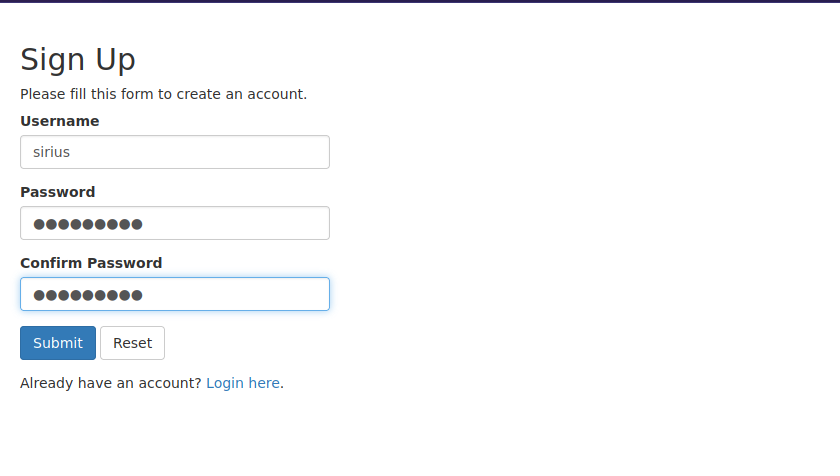 Sign Up
Please fill this form to create an account.
Username
sirius
Password
●●●●●●●●●
Confirm Password
●●●●●●●●●
Submit Reset
Already have an account? Login here.